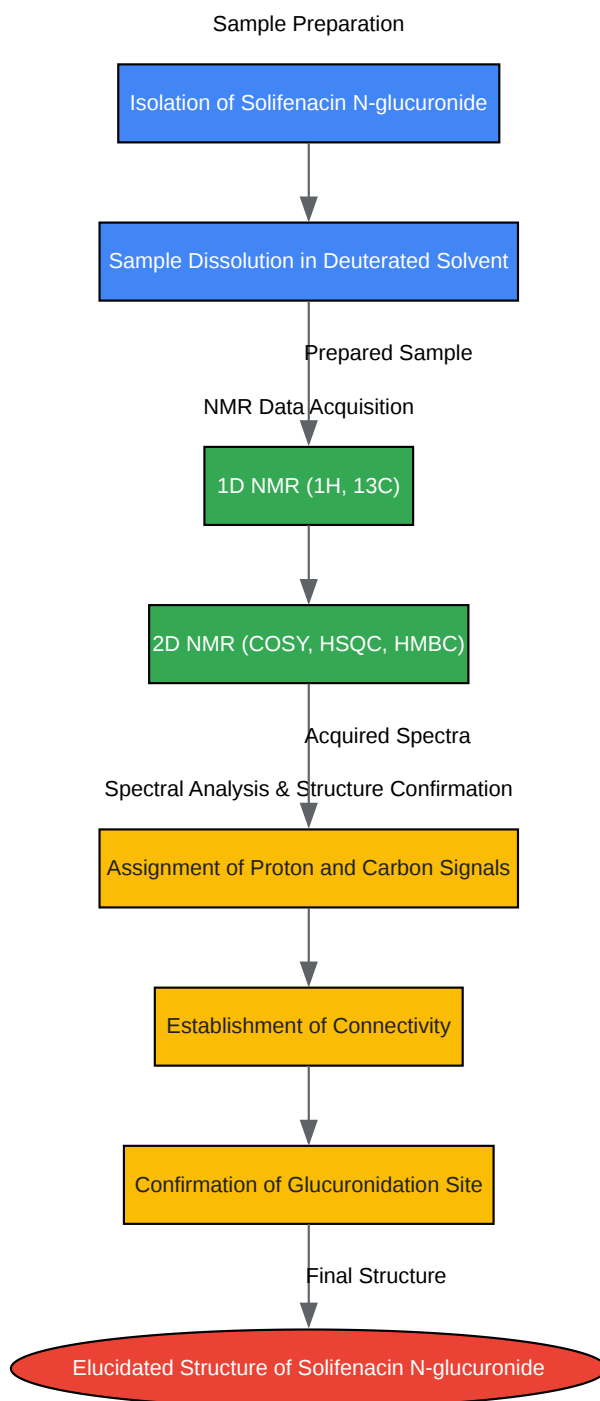 Sample Preparation
Isolation of Solifenacin N-glucuronide
Sample Dissolution in Deuterated Solvent
Prepared Sample
NMR Data Acquisition
1D NMR (1H, 13C)
2D NMR (COSY, HSQC, HMBC)
Acquired Spectra
Spectral Analysis & Structure Confirmation
Assignment of Proton and Carbon Signals
Establishment of Connectivity
Confirmation of Glucuronidation Site
Final Structure
Elucidated Structure of Solifenacin N-glucuronide